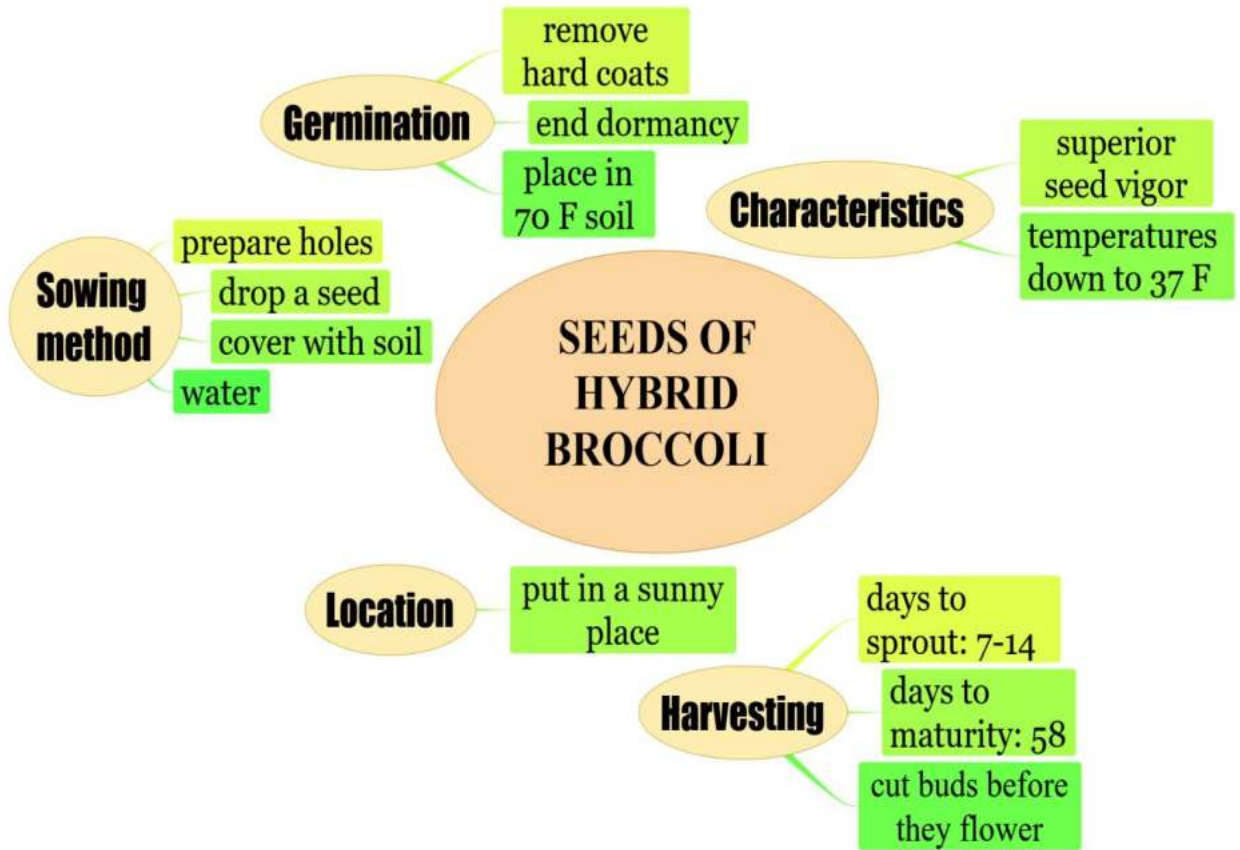 Germination
remove
hard coats
end dormancy
place in
70 F soil
Characteristics
superior
seed vigor
temperatures
down to 37 F
Sowing
method
prepare holes
drop a seed
cover with soil
water
SEEDS OF
HYBRID
BROCCOLI
Location
put in a sunny
place
Harvesting
days to
sprout: 7-14
days to
maturity: 58
cut buds before
they flower